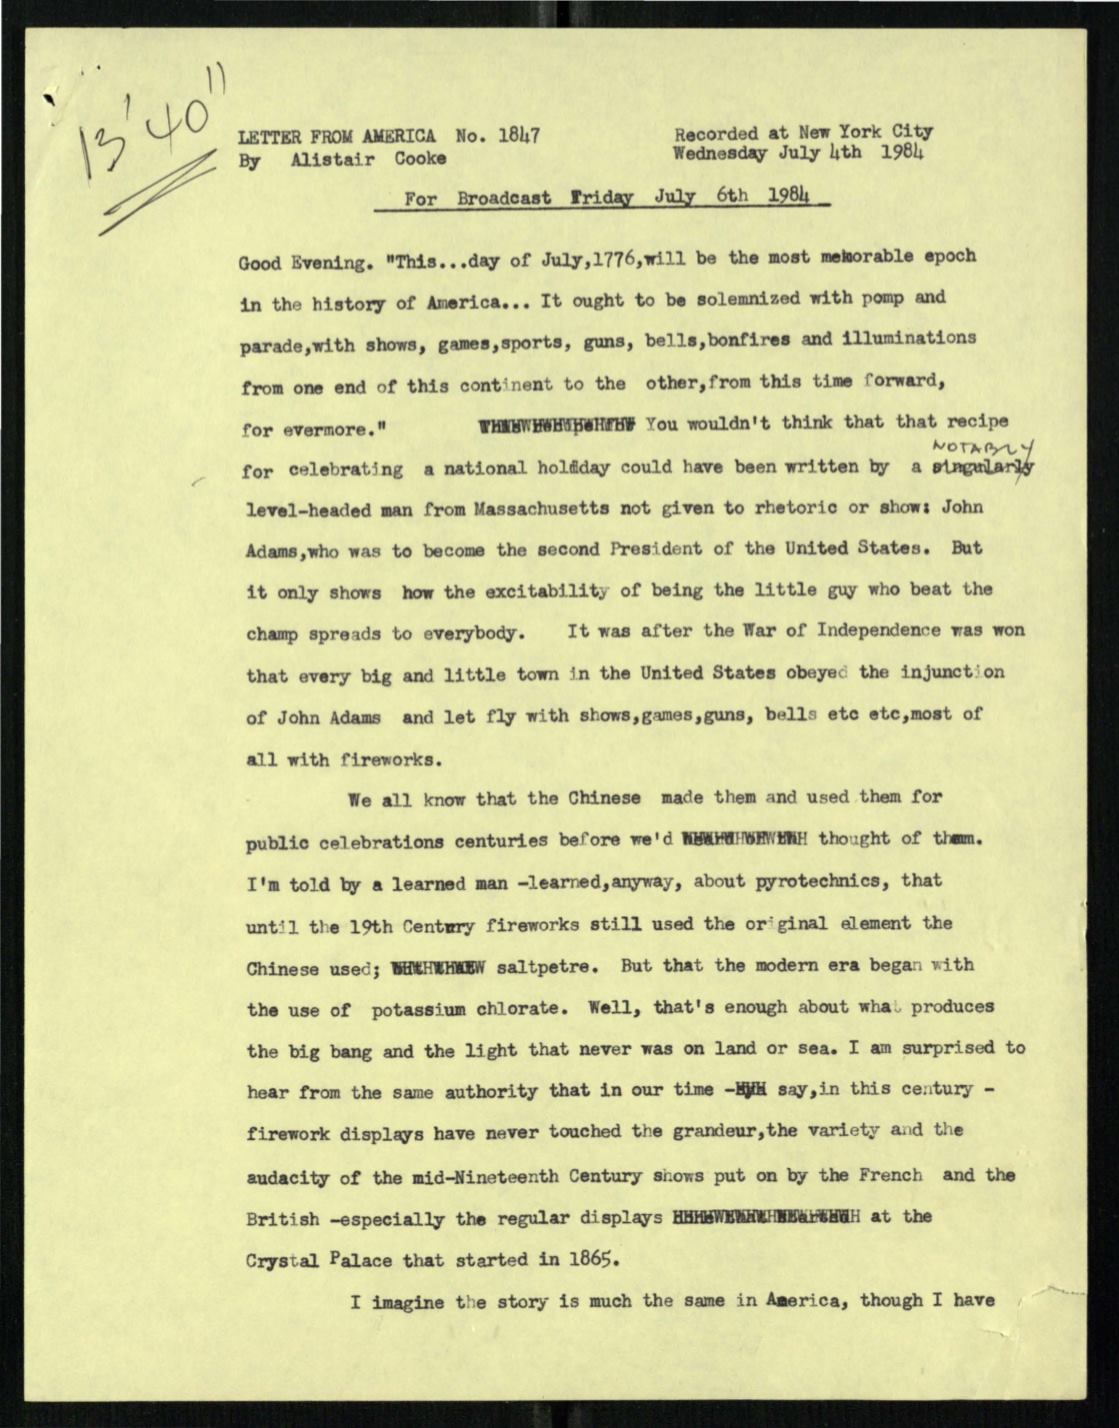 13' 40"
LETTER FROM AMERICA No. 1847
Recorded at New York City
By Alistair Cooke
Wednesday July 4th 1984
For Broadcast Friday July 6th 1984
Good Evening. "This...day of July,1776,will be the most memorable epoch
in the history of America... It ought to be solemnized with pomp and
parade,with shows, games,sports, guns, bells,bonfires and illuminations
from one end of this continent to the other,from this time forward,
for evermore." You wouldn't think that that recipe
NOTABLY
for celebrating a national holiday could have been written by a singularly
level-headed man from Massachusetts not given to rhetoric or show: John
Adams,who was to become the second President of the United States. But
it only shows how the excitability of being the little guy who beat the
champ spreads to everybody. It was after the War of Independence was won
that every big and little town in the United States obeyed the injunction
of John Adams and let fly with shows,games,guns, bells etc etc,most of
all with fireworks.
We all know that the Chinese made them and used them for
public celebrations centuries before we'd thought of them.
I'm told by a learned man -learned,anyway, about pyrotechnics, that
until the 19th Century fireworks still used the original element the
Chinese used; saltpetre. But that the modern era began with
the use of potassium chlorate. Well, that's enough about what produces
the big bang and the light that never was on land or sea. I am surprised to
hear from the same authority that in our time - say,in this century -
firework displays have never touched the grandeur,the variety and the
audacity of the mid-Nineteenth Century shows put on by the French and the
British -especially the regular displays at the
Crystal Palace that started in 1865.
I imagine the story is much the same in America, though I have